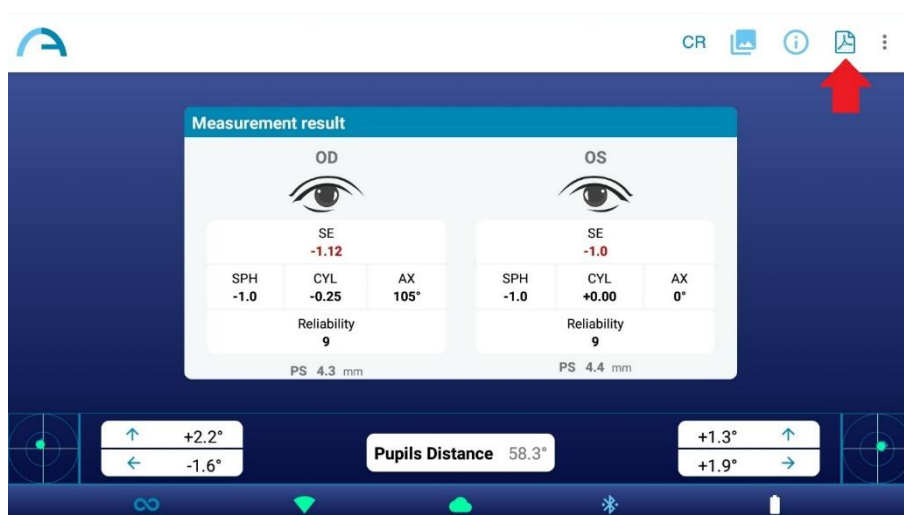 CR
Measurement result
OD OS
SE SE
-1.12 -1.0
SPH CYL AX SPH CYL AX
-1.0 -0.25 105° -1.0 +0.00 0°
Reliability Reliability
9 9
PS 4.3 mm PS 4.4 mm
+2.2° +1.3°
Pupils Distance 58.3°
-1.6° +1.9°